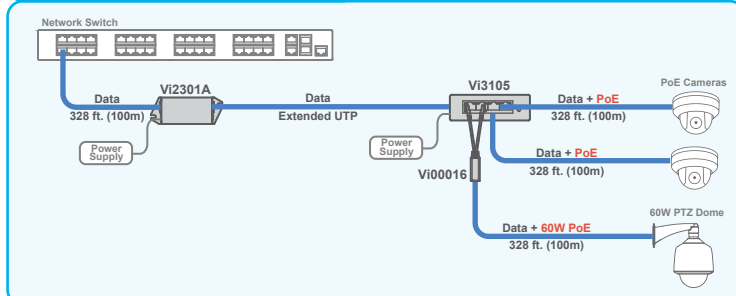 Network Switch
Vi2301A
Vi3105
PoE Cameras
Data
328 ft. (100m)
Data
Extended UTP
Data + PoE
328 ft. (100m)
Power
Supply
Power
Supply
Data + PoE
328 ft. (100m)
Vi00016
60W PTZ Dome
Data + 60W PoE
328 ft. (100m)